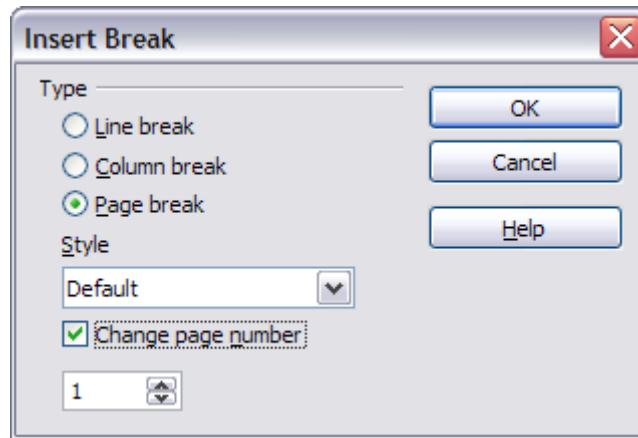 Insert Break
Type
Line break
Column break
Page break
Style
Default
Change page number
1
OK
Cancel
Help